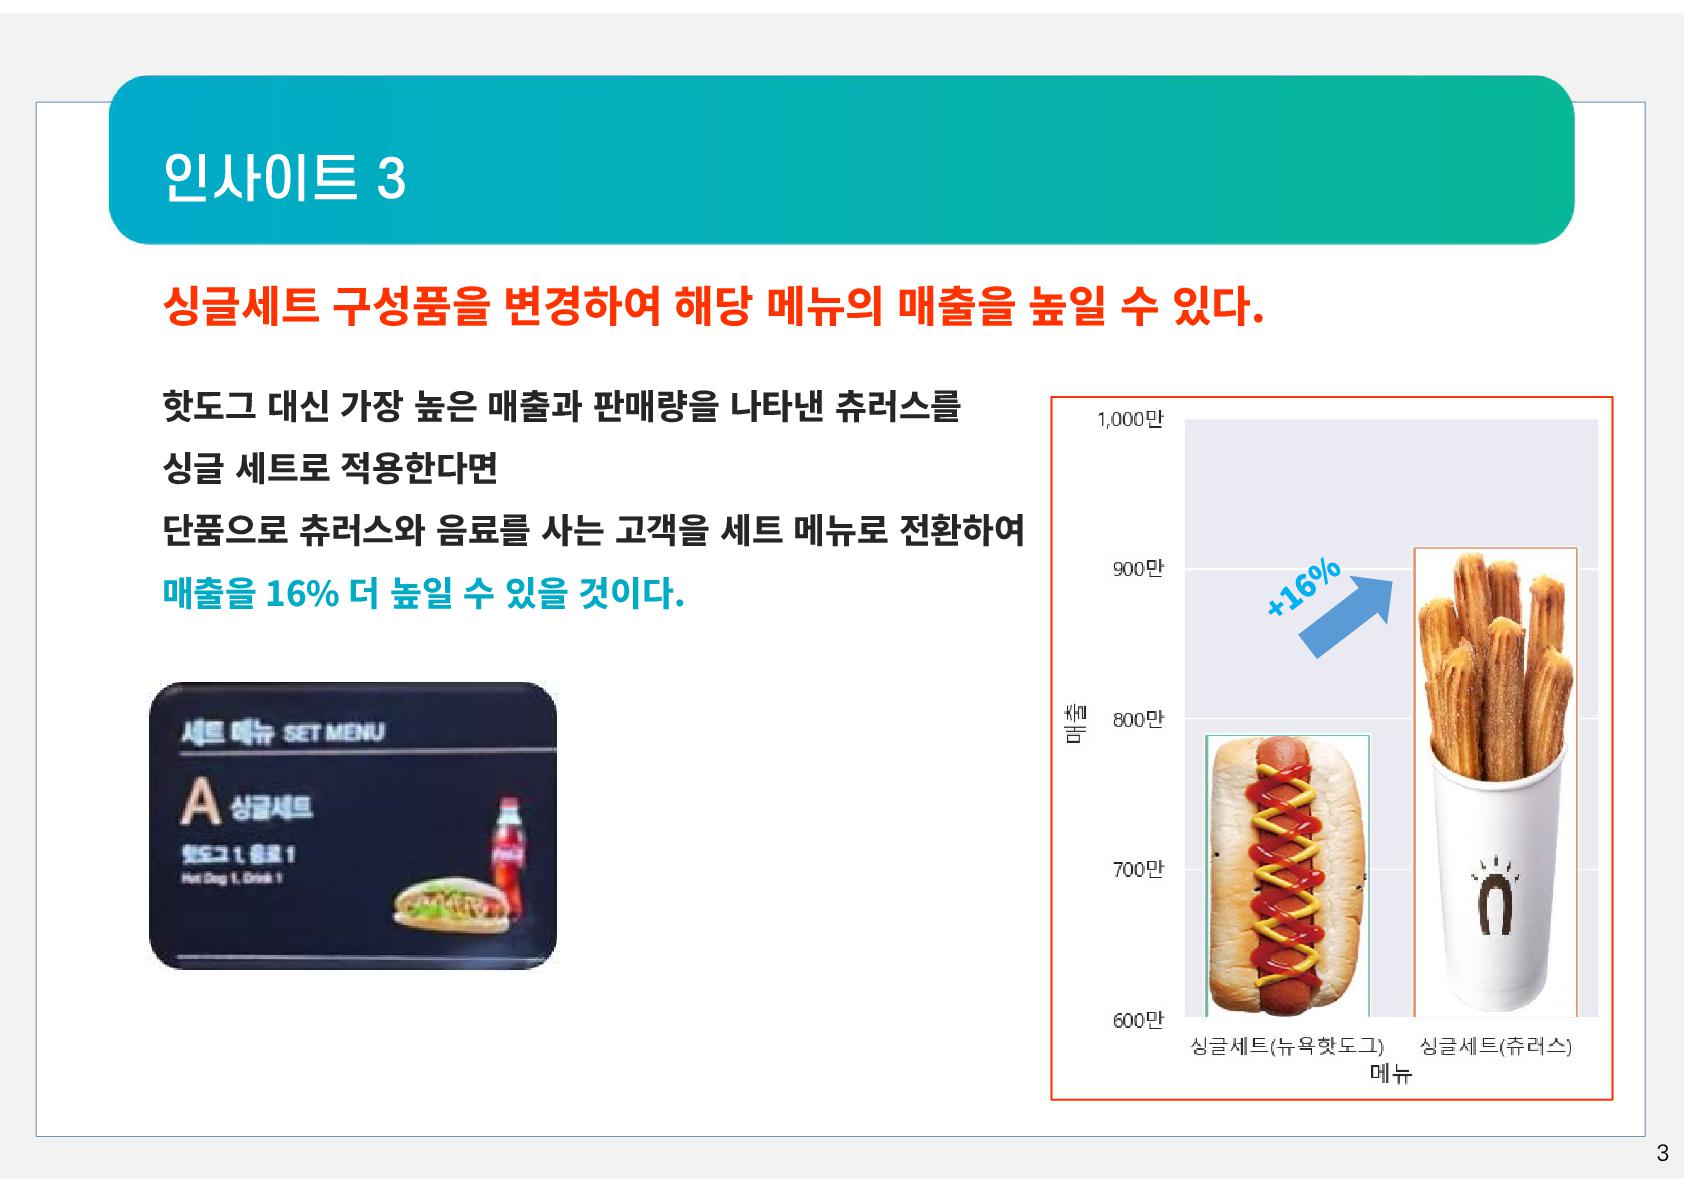 인사이트 3
싱글세트 구성품을 변경하여 해당 메뉴의 매출을 높일 수 있다.
핫도그 대신 가장 높은 매출과 판매량을 나타낸 츄러스를
싱글 세트로 적용한다면
단품으로 츄러스와 음료를 사는 고객을 세트 메뉴로 전환하여
매출을 16% 더 높일 수 있을 것이다.
세트 메뉴 SET MENU
A 싱글세트
핫도그 1, 음료 1
Hot Dog 1, Drink 1
1,000만
900만
800만
700만
600만
매출
+16%
싱글세트(뉴욕핫도그) 싱글세트(츄러스)
메뉴
3